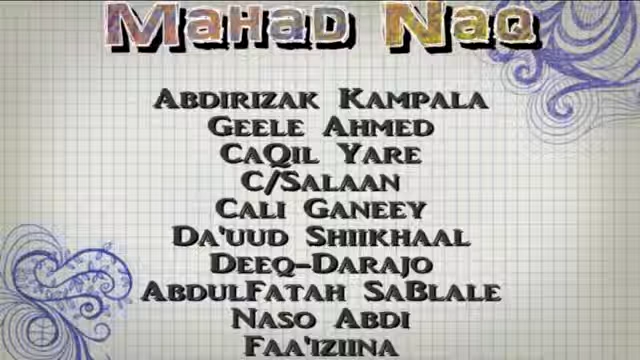 Mahad Naq
Abdirizak Kampala
Geele Ahmed
CaQil Yare
C/Salaan
Cali Ganeey
Da'uud Shiikhaal
Deeq-Darajo
AbdulFatah SaBlale
Naso Abdi
Faa'iziina